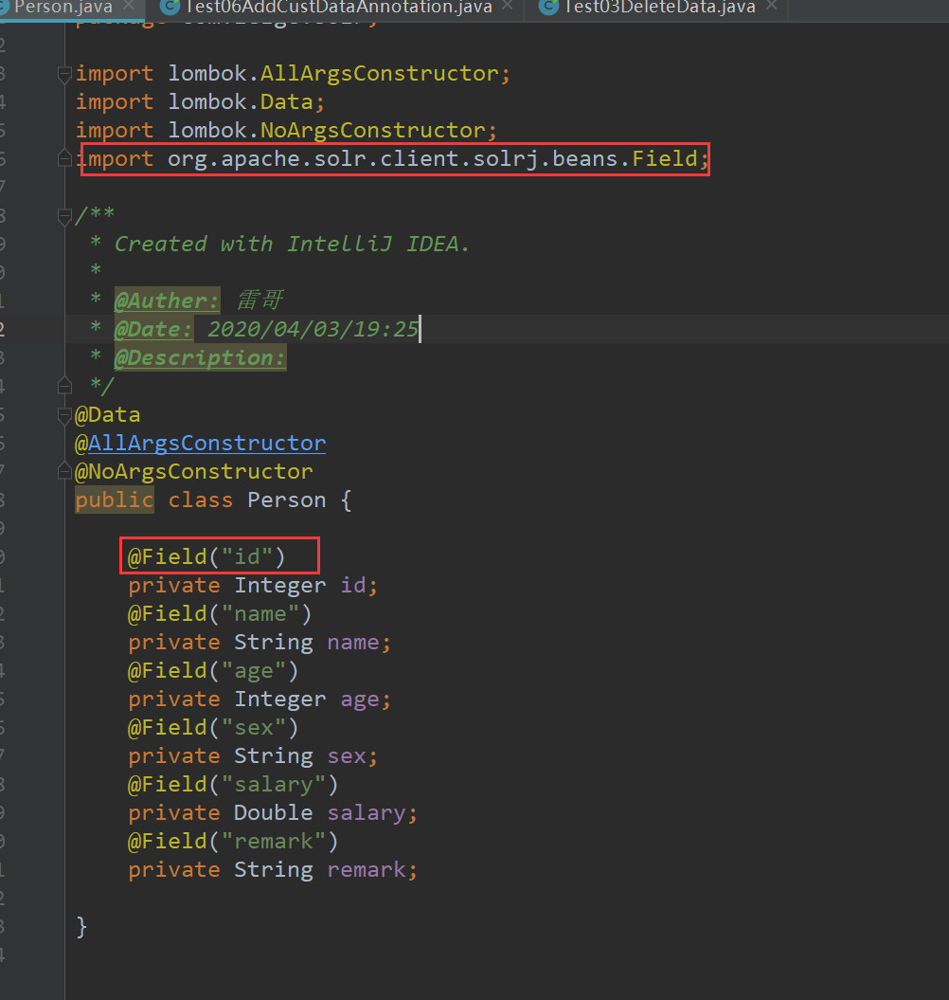 Person.java × Test06AddCustDataAnnotation.java × Test03DeleteData.java ×
import lombok.AllArgsConstructor;
import lombok.Data;
import lombok.NoArgsConstructor;
import org.apache.solr.client.solrj.beans.Field;
/**
* Created with IntelliJ IDEA.
*
* @Auther: 雷哥
* @Date: 2020/04/03/19:25
* @Description:
*/
@Data
@AllArgsConstructor
@NoArgsConstructor
public class Person {
@Field("id")
private Integer id;
@Field("name")
private String name;
@Field("age")
private Integer age;
@Field("sex")
private String sex;
@Field("salary")
private Double salary;
@Field("remark")
private String remark;
}